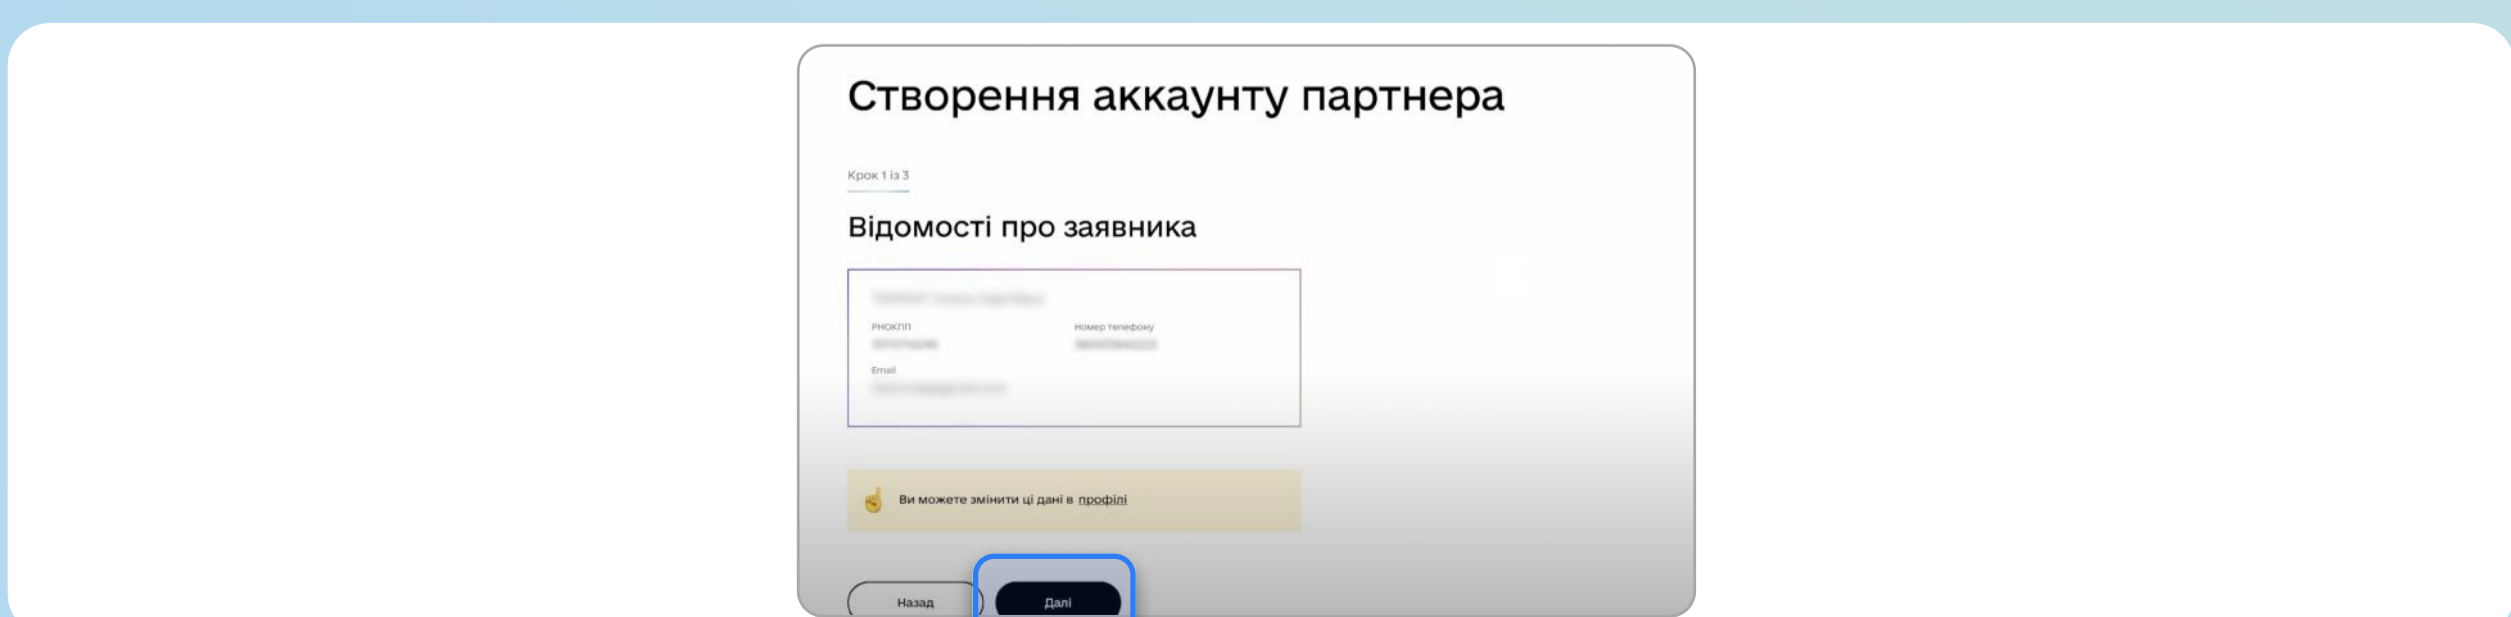 Створення аккаунту партнера
Крок 1 із 3
Відомості про заявника
РНОКПП
Номер телефону
Email
Ви можете змінити ці дані в профілі
Назад
Далі